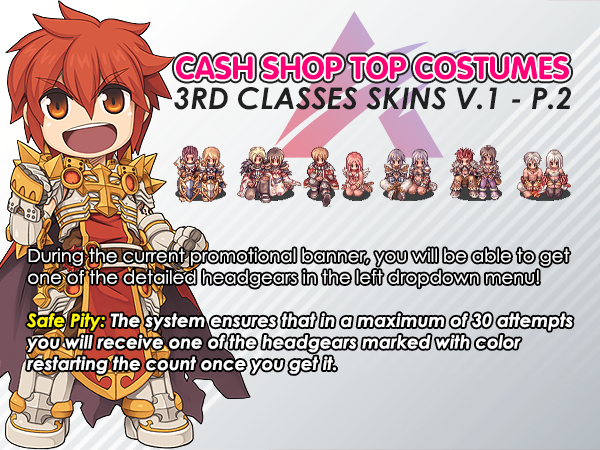 CASH SHOP TOP COSTUMES
3RD CLASSES SKINS V.1 - P.2
During the current promotional banner, you will be able to get
one of the detailed headgears in the left dropdown menu!
Safe Pity: The system ensures that in a maximum of 30 attempts
you will receive one of the headgears marked with color
restarting the count once you get it.